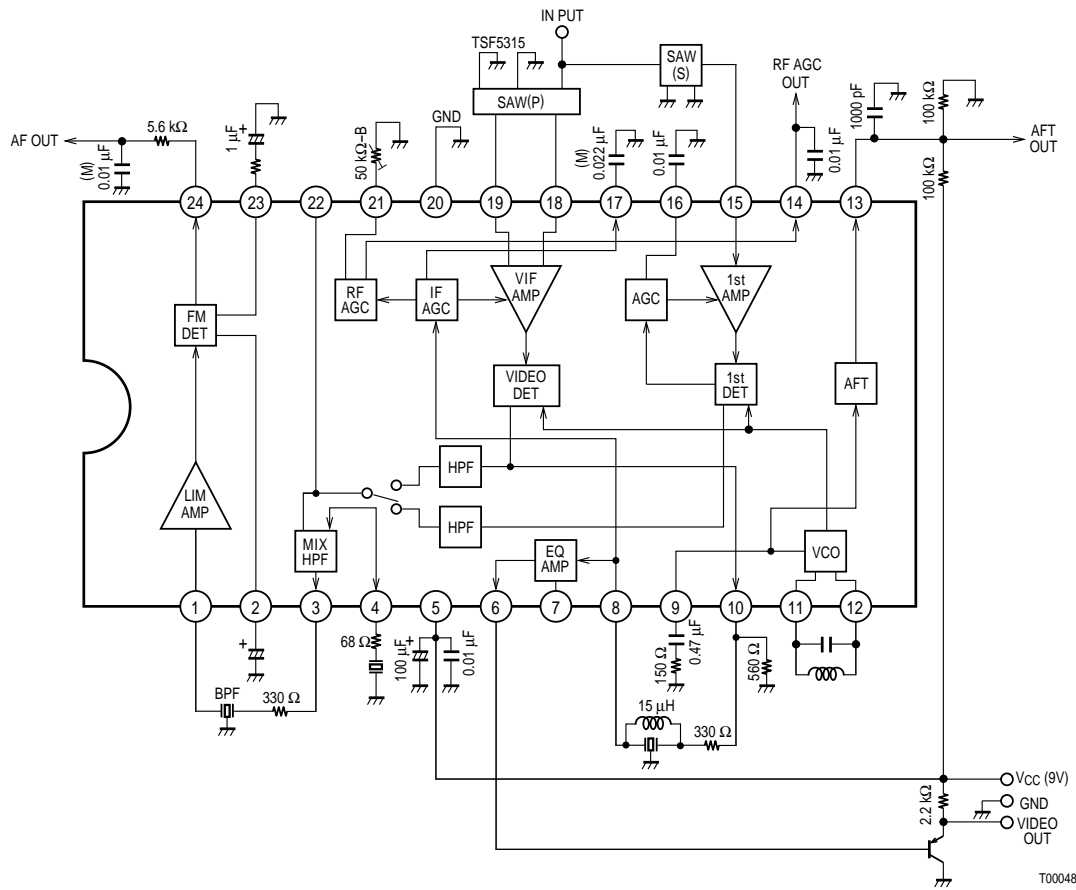 IN PUT
TSF5315
SAW
(S)
RF AGC
OUT
1000 pF
100 kΩ
SAW(P)
AF OUT
5.6 kΩ
(M)
0.01 µF
1 µF
+
50 kΩ–B
GND
(M)
0.022 µF
0.01 µF
0.01 µF
AFT
OUT
100 kΩ
24
23
22
21
20
19
18
17
16
15
14
13
FM
DET
RF
AGC
IF
AGC
VIF
AMP
AGC
1st
AMP
VIDEO
DET
1st
DET
AFT
LIM
AMP
HPF
HPF
MIX
HPF
EQ
AMP
VCO
1
2
3
4
5
6
7
8
9
10
11
12
+
BPF
330 Ω
68 Ω
100 µF
+
0.01 µF
150 Ω
0.47 µF
560 Ω
15 µH
330 Ω
VCC (9V)
2.2 kΩ
GND
VIDEO
OUT
T00048